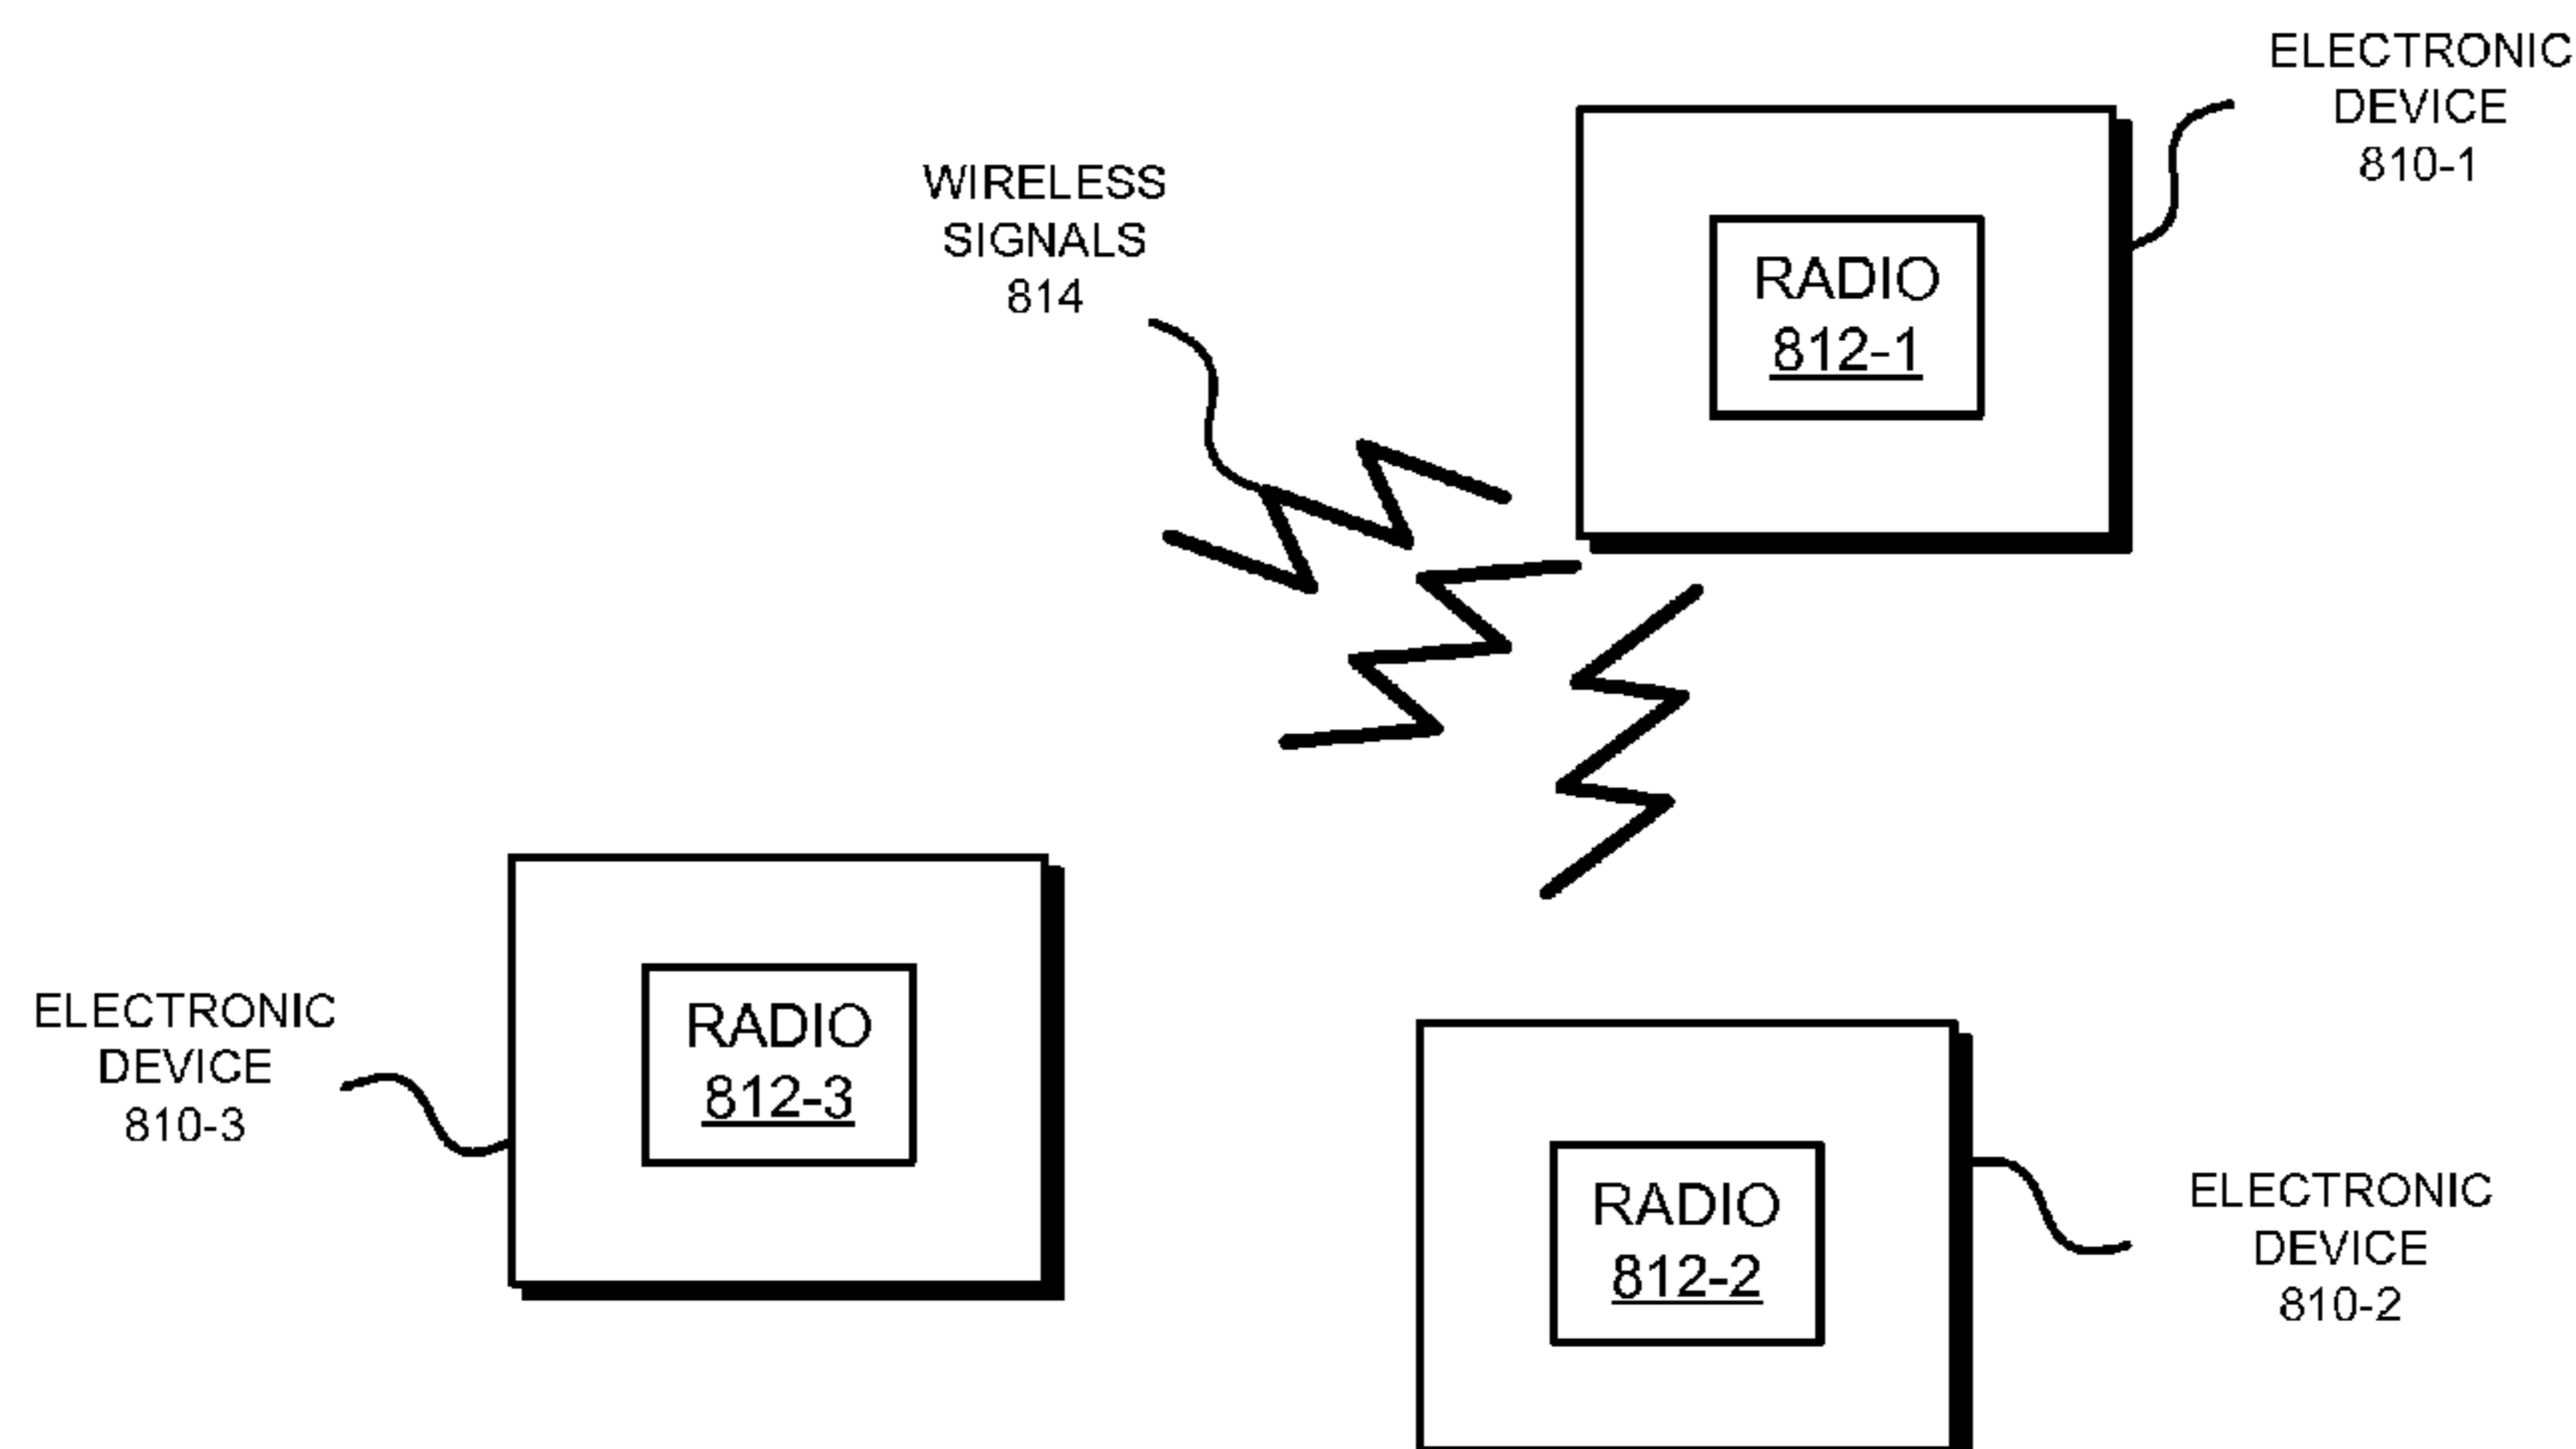 ELECTRONIC
DEVICE
810-1
WIRELESS
SIGNALS
814
RADIO
812-1
ELECTRONIC
DEVICE
810-3
RADIO
812-3
RADIO
812-2
ELECTRONIC
DEVICE
810-2